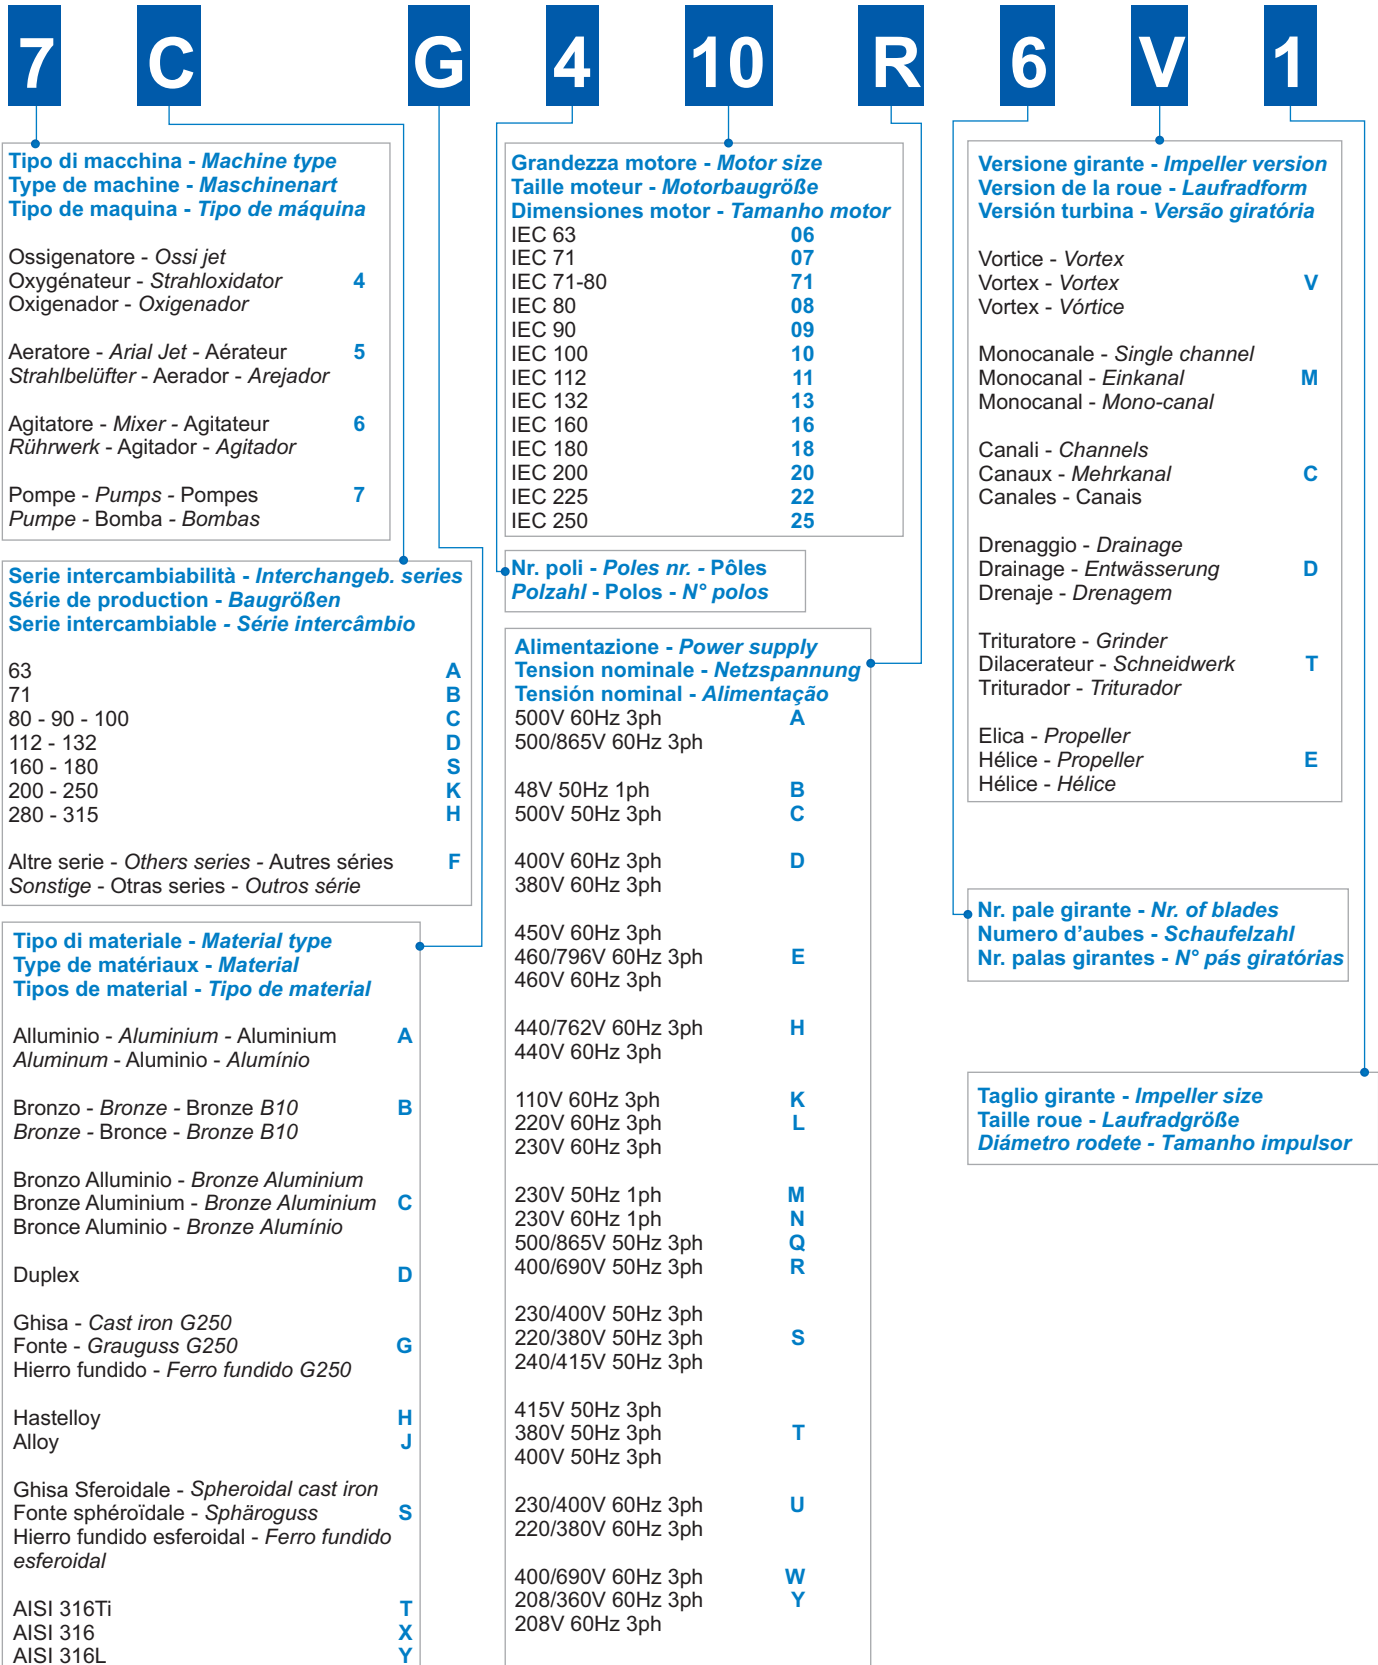 7 C G 4 10 R 6 V 1
Tipo di macchina - Machine type
Type de machine - Maschinenart
Tipo de maquina - Tipo de máquina
Ossigenatore - Ossi jet
Oxygénateur - Strahloxidator 4
Oxigenador - Oxigenador
Aeratore - Arial Jet - Aérateur 5
Strahlbelüfter - Aerador - Arejador
Agitatore - Mixer - Agitateur 6
Rührwerk - Agitador - Agitador
Pompe - Pumps - Pompes 7
Pumpe - Bomba - Bombas
Serie intercambiabilità - Interchangeb. series
Série de production - Baugrößen
Serie intercambiable - Série intercâmbio
63 A
71 B
80 - 90 - 100 C
112 - 132 D
160 - 180 S
200 - 250 K
280 - 315 H
Altre serie - Others series - Autres séries F
Sonstige - Otras series - Outros série
Tipo di materiale - Material type
Type de matériaux - Material
Tipos de material - Tipo de material
Alluminio - Aluminium - Aluminium A
Aluminum - Aluminio - Alumínio
Bronzo - Bronze - Bronze B10 B
Bronze - Bronce - Bronze B10
Bronzo Alluminio - Bronze Aluminium
Bronze Aluminium - Bronze Aluminium C
Bronce Aluminio - Bronze Alumínio
Duplex D
Ghisa - Cast iron G250
Fonte - Grauguss G250 G
Hierro fundido - Ferro fundido G250
Hastelloy H
Alloy J
Ghisa Sferoidale - Spheroidal cast iron
Fonte sphéroïdale - Sphäroguss S
Hierro fundido esferoidal - Ferro fundido
esferoidal
AISI 316Ti T
AISI 316 X
AISI 316L Y
Grandezza motore - Motor size
Taille moteur - Motorbaugröße
Dimensiones motor - Tamanho motor
IEC 63 06
IEC 71 07
IEC 71-80 71
IEC 80 08
IEC 90 09
IEC 100 10
IEC 112 11
IEC 132 13
IEC 160 16
IEC 180 18
IEC 200 20
IEC 225 22
IEC 250 25
Nr. poli - Poles nr. - Pôles
Polzahl - Polos - N° polos
Alimentazione - Power supply
Tension nominale - Netzspannung
Tensión nominal - Alimentação
500V 60Hz 3ph A
500/865V 60Hz 3ph
48V 50Hz 1ph B
500V 50Hz 3ph C
400V 60Hz 3ph D
380V 60Hz 3ph
450V 60Hz 3ph
460/796V 60Hz 3ph E
460V 60Hz 3ph
440/762V 60Hz 3ph H
440V 60Hz 3ph
110V 60Hz 3ph K
220V 60Hz 3ph L
230V 60Hz 3ph
230V 50Hz 1ph M
230V 60Hz 1ph N
500/865V 50Hz 3ph Q
400/690V 50Hz 3ph R
230/400V 50Hz 3ph
220/380V 50Hz 3ph S
240/415V 50Hz 3ph
415V 50Hz 3ph
380V 50Hz 3ph T
400V 50Hz 3ph
230/400V 60Hz 3ph U
220/380V 60Hz 3ph
400/690V 60Hz 3ph W
208/360V 60Hz 3ph Y
208V 60Hz 3ph
Versione girante - Impeller version
Version de la roue - Laufradform
Versión turbina - Versão giratória
Vortice - Vortex
Vortex - Vortex V
Vortex - Vórtice
Monocanale - Single channel
Monocanal - Einkanal M
Monocanal - Mono-canal
Canali - Channels
Canaux - Mehrkanal C
Canales - Canais
Drenaggio - Drainage
Drainage - Entwässerung D
Drenaje - Drenagem
Trituratore - Grinder
Dilacerateur - Schneidwerk T
Triturador - Triturador
Elica - Propeller
Hélice - Propeller E
Hélice - Hélice
Nr. pale girante - Nr. of blades
Numero d’aubes - Schaufelzahl
Nr. palas girantes - N° pás giratórias
Taglio girante - Impeller size
Taille roue - Laufradgröße
Diámetro rodete - Tamanho impulsor